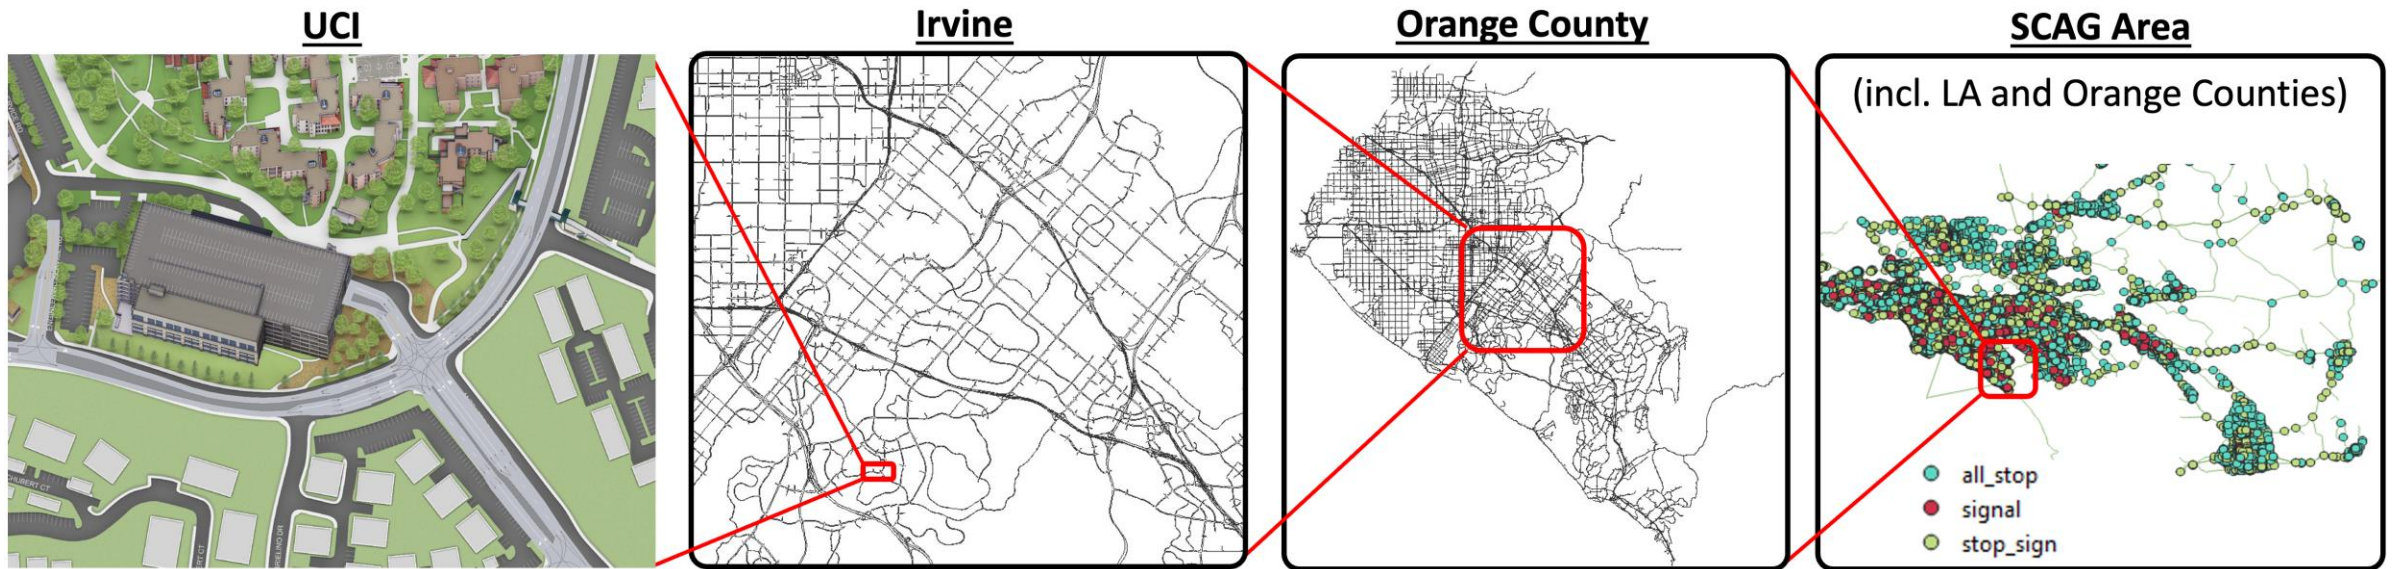 UCI
Irvine
Orange County
SCAG Area
(incl. LA and Orange Counties)
all_stop
signal
stop_sign